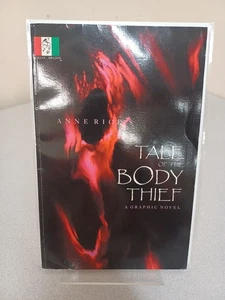 ANNE RICE'S
TALE
OF THE
BODY
THIEF
A GRAPHIC NOVEL